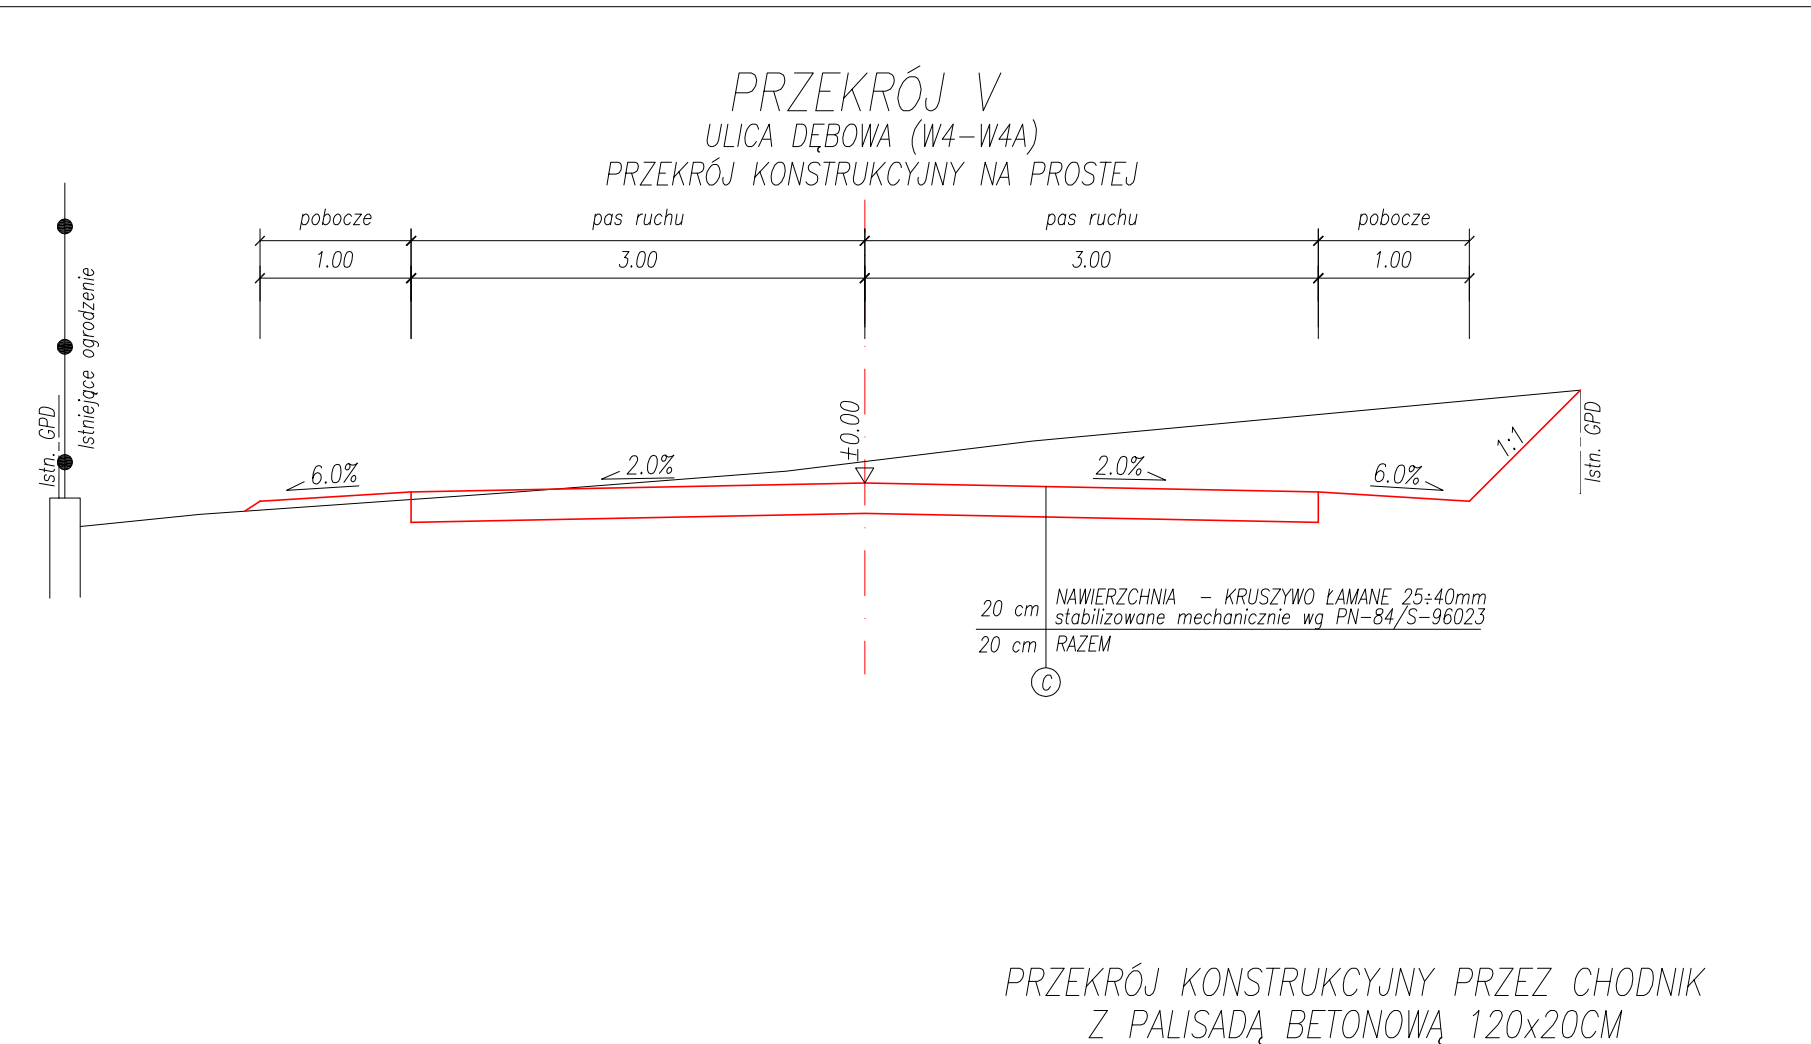 PRZEKRÓJ V
ULICA DĘBOWA (W4-W4A)
PRZEKRÓJ KONSTRUKCYJNY NA PROSTEJ
pobocze
pas ruchu
pas ruchu
pobocze
1.00
3.00
3.00
1.00
Istniejące ogrodzenie
Istn. GPD
±0.00
Istn. GPD
1:1
6.0%
2.0%
2.0%
6.0%
20 cm
NAWIERZCHNIA - KRUSZYWO ŁAMANE 25÷40mm
stabilizowane mechanicznie wg PN-84/S-96023
20 cm
RAZEM
C
PRZEKRÓJ KONSTRUKCYJNY PRZEZ CHODNIK
Z PALISADĄ BETONOWĄ 120x20CM